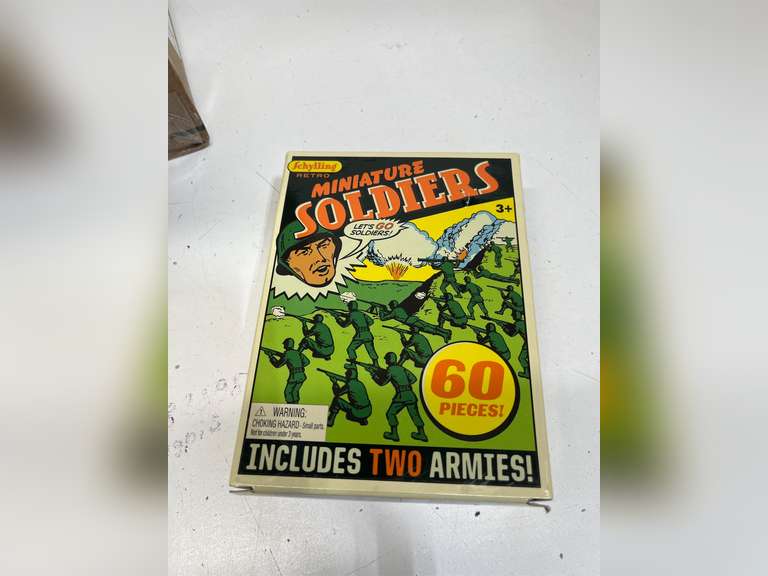 Schylling
RETRO
MINIATURE
SOLDIERS
3+
LET'S GO
SOLDIERS!
60
PIECES!
WARNING:
CHOKING HAZARD - Small parts.
Not for children under 3 years.
INCLUDES TWO ARMIES!